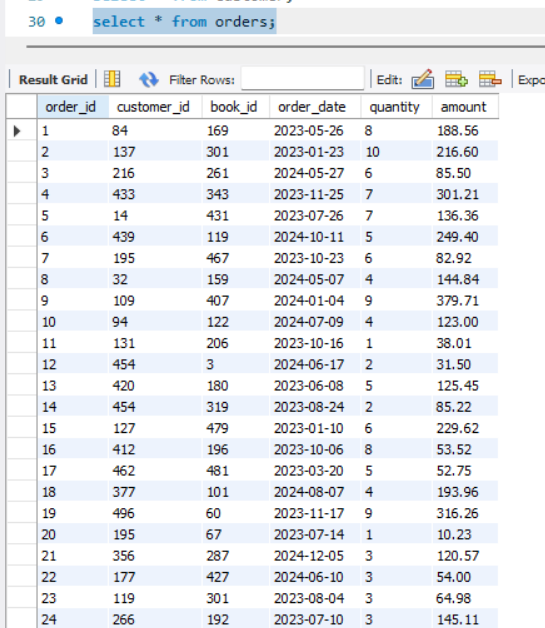 30 select * from orders;
Result Grid Filter Rows: Edit: Expo
order_id customer_id book_id order_date quantity amount
1 84 169 2023-05-26 8 188.56
2 137 301 2023-01-23 10 216.60
3 216 261 2024-05-27 6 85.50
4 433 343 2023-11-25 7 301.21
5 14 431 2023-07-26 7 136.36
6 439 119 2024-10-11 5 249.40
7 195 467 2023-10-23 6 82.92
8 32 159 2024-05-07 4 144.84
9 109 407 2024-01-04 9 379.71
10 94 122 2024-07-09 4 123.00
11 131 206 2023-10-16 1 38.01
12 454 3 2024-06-17 2 31.50
13 420 180 2023-06-08 5 125.45
14 454 319 2023-08-24 2 85.22
15 127 479 2023-01-10 6 229.62
16 412 196 2023-10-06 8 53.52
17 462 481 2023-03-20 5 52.75
18 377 101 2024-08-07 4 193.96
19 496 60 2023-11-17 9 316.26
20 195 67 2023-07-14 1 10.23
21 356 287 2024-12-05 3 120.57
22 177 427 2024-06-10 3 54.00
23 119 301 2023-08-04 3 64.98
24 266 192 2023-07-10 3 145.11